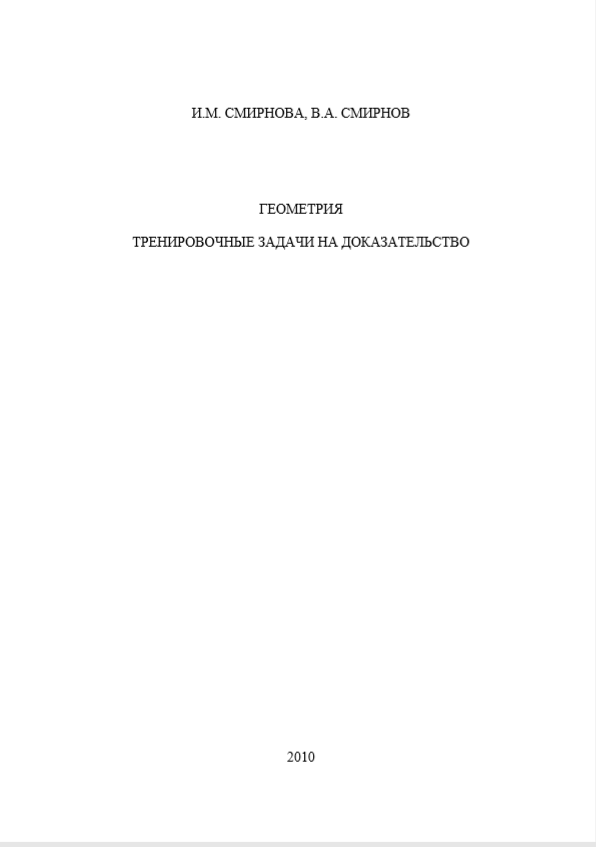 И.М. СМИРНОВА, В.А. СМИРНОВ
ГЕОМЕТРИЯ
ТРЕНИРОВОЧНЫЕ ЗАДАЧИ НА ДОКАЗАТЕЛЬСТВО
2010